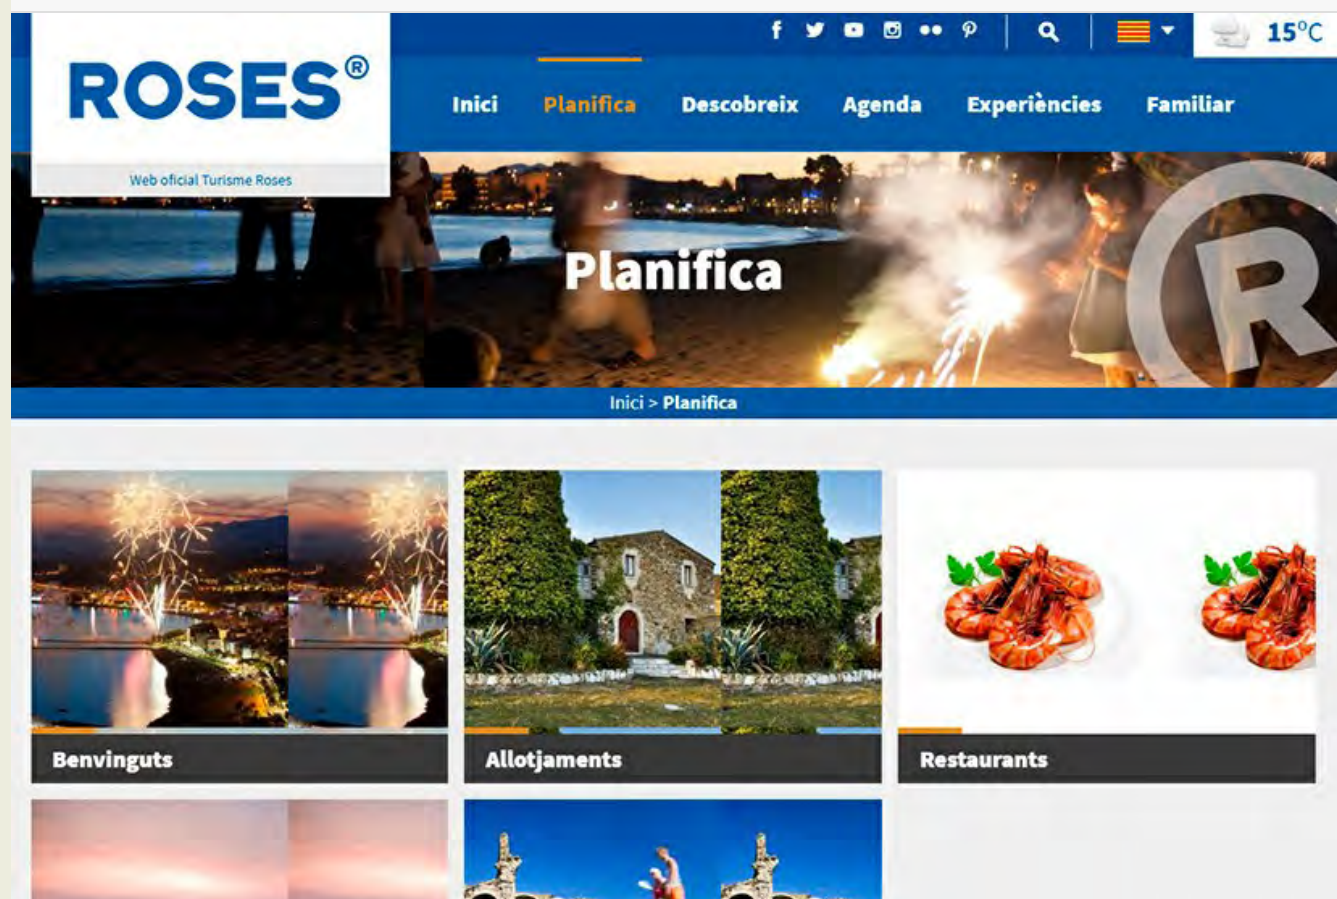 15°C
ROSES®
Inici Planifica Descobreix Agenda Experiències Familiar
Web oficial Turisme Roses
Planifica
®
Inici > Planifica
Benvinguts
Allotjaments
Restaurants